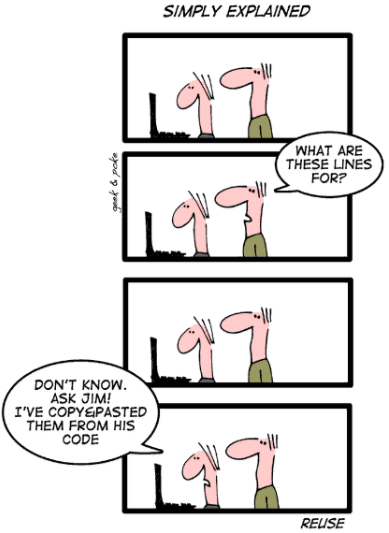 SIMPLY EXPLAINED
geek & poke
WHAT ARE
THESE LINES
FOR?
DON'T KNOW.
ASK JIM!
I'VE COPY&PASTED
THEM FROM HIS
CODE
REUSE